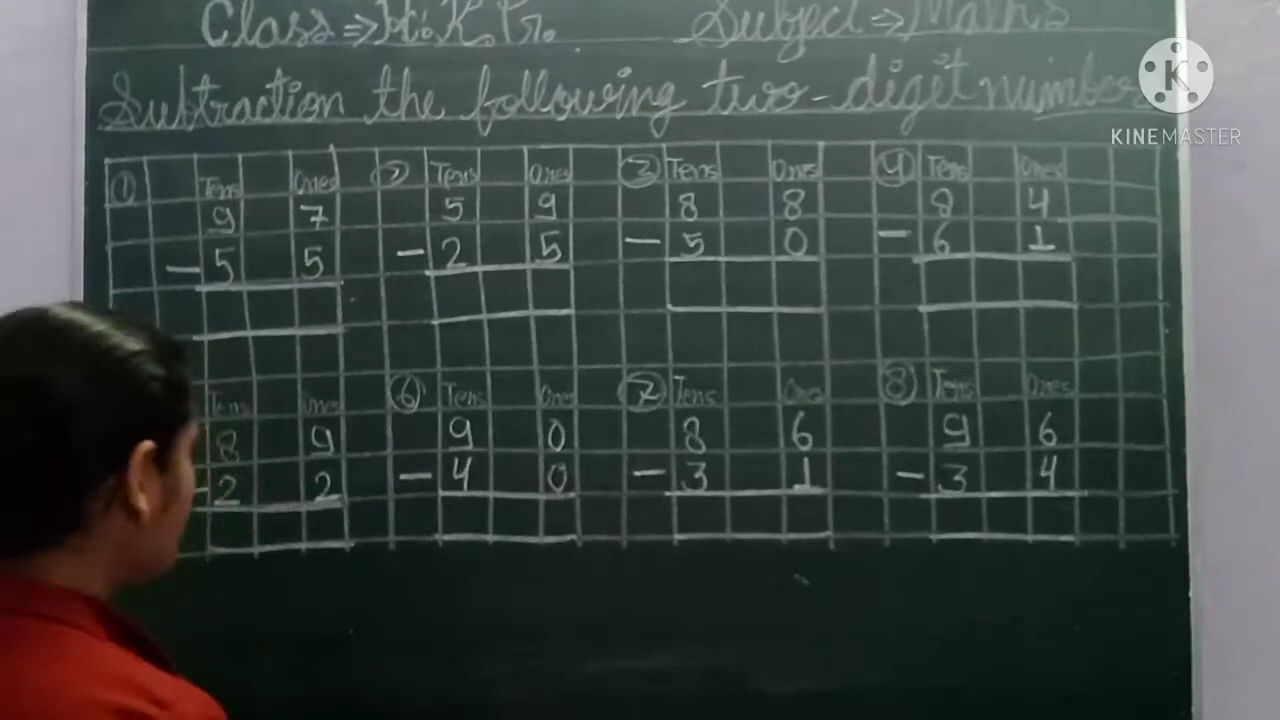 Class ⇒ H.K.G. Subject ⇒ Maths
Subtraction the following two-digit numbers
K
KINEMASTER
① Tens Ones ② Tens Ones ③ Tens Ones ④ Tens Ones
9 7 5 9 8 8 8 4
- 5 5 - 2 5 - 5 0 - 6 1
Tens Ones ⑥ Tens Ones ⑦ Tens Ones ⑧ Tens Ones
8 9 9 0 8 6 9 6
- 2 2 - 4 0 - 3 1 - 3 4